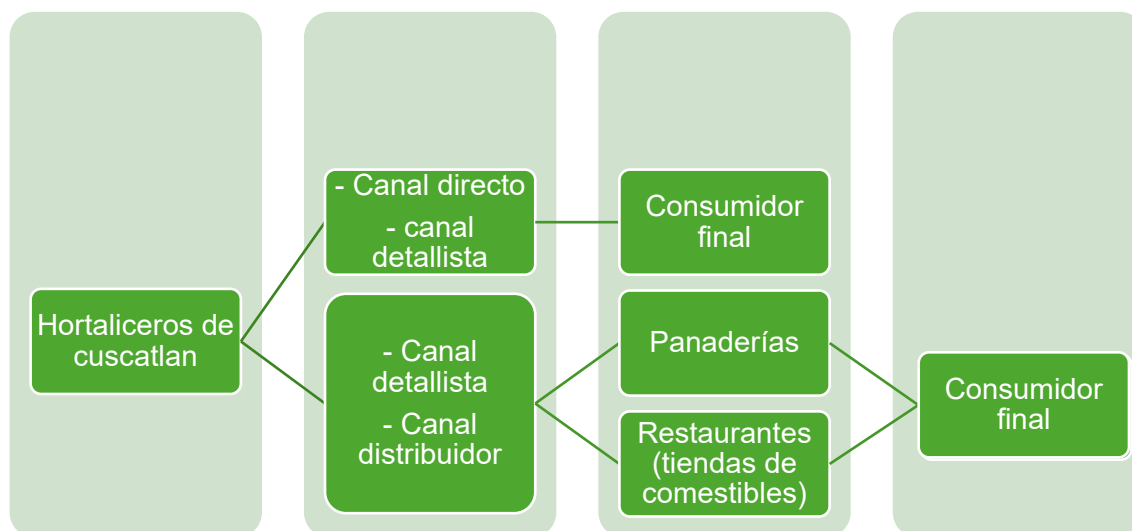 Hortaliceros de
cuscatlan
- Canal directo
- canal
detallista
- Canal
detallista
- Canal
distribuidor
Consumidor
final
Panaderías
Restaurantes
(tiendas de
comestibles)
Consumidor
final